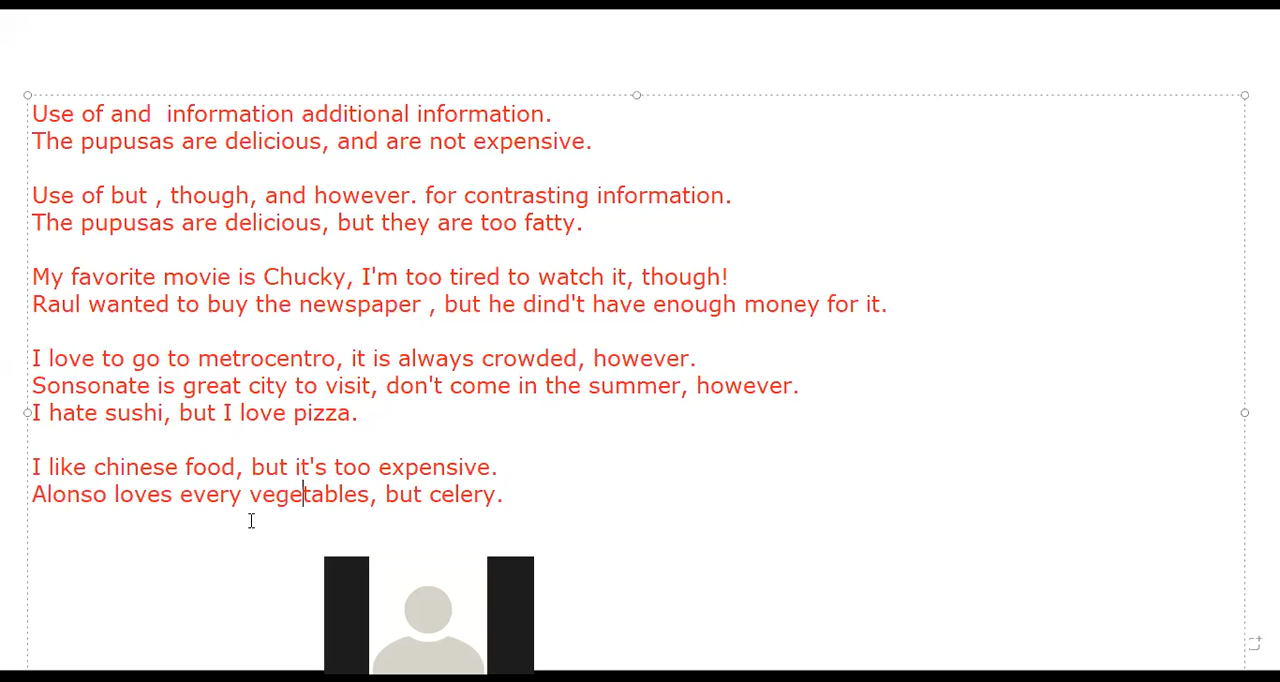 Use of and  information additional information.
The pupusas are delicious, and are not expensive.
Use of but , though, and however. for contrasting information.
The pupusas are delicious, but they are too fatty.
My favorite movie is Chucky, I'm too tired to watch it, though!
Raul wanted to buy the newspaper , but he dind't have enough money for it.
I love to go to metrocentro, it is always crowded, however.
Sonsonate is great city to visit, don't come in the summer, however.
I hate sushi, but I love pizza.
I like chinese food, but it's too expensive.
Alonso loves every vegetables, but celery.